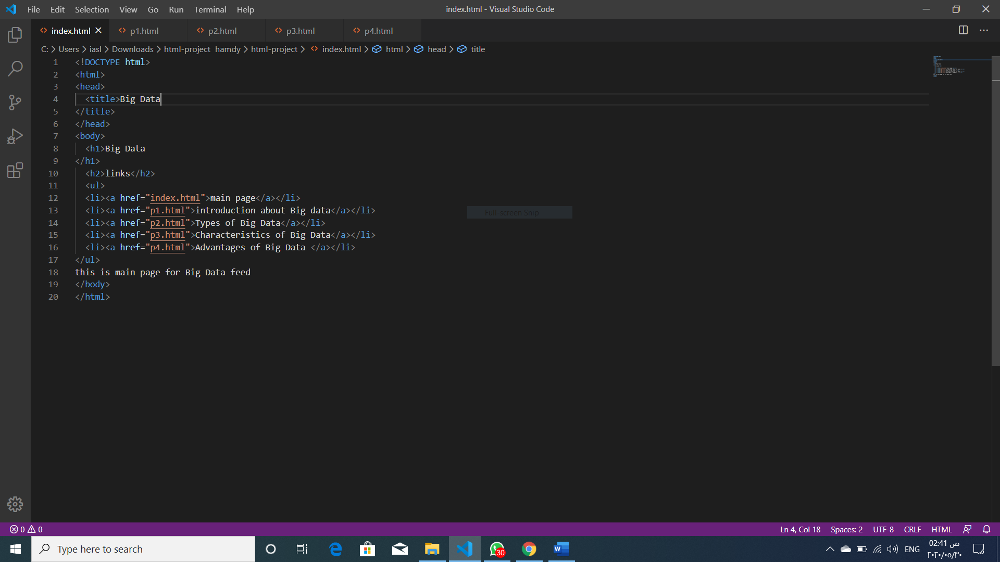 File Edit Selection View Go Run Terminal Help
index.html - Visual Studio Code
index.html p1.html p2.html p3.html p4.html
C: > Users > iasl > Downloads > html-project hamdy > html-project > index.html > html > head > title
1 <!DOCTYPE html>
2 <html>
3 <head>
4 <title>Big Data
5 </title>
6 </head>
7 <body>
8 <h1>Big Data
9 </h1>
10 <h2>links</h2>
11 <ul>
12 <li><a href="index.html">main page</a></li>
13 <li><a href="p1.html">introduction about Big data</a></li>
14 <li><a href="p2.html">Types of Big Data</a></li>
15 <li><a href="p3.html">Characteristics of Big Data</a></li>
16 <li><a href="p4.html">Advantages of Big Data </a></li>
17 </ul>
18 this is main page for Big Data feed
19 </body>
20 </html>
Full-screen Snip
0 0
Ln 4, Col 18 Spaces: 2 UTF-8 CRLF HTML
Type here to search
30
W
ENG
02:41 ص
٢٠٢٠/٠٥/٣٠